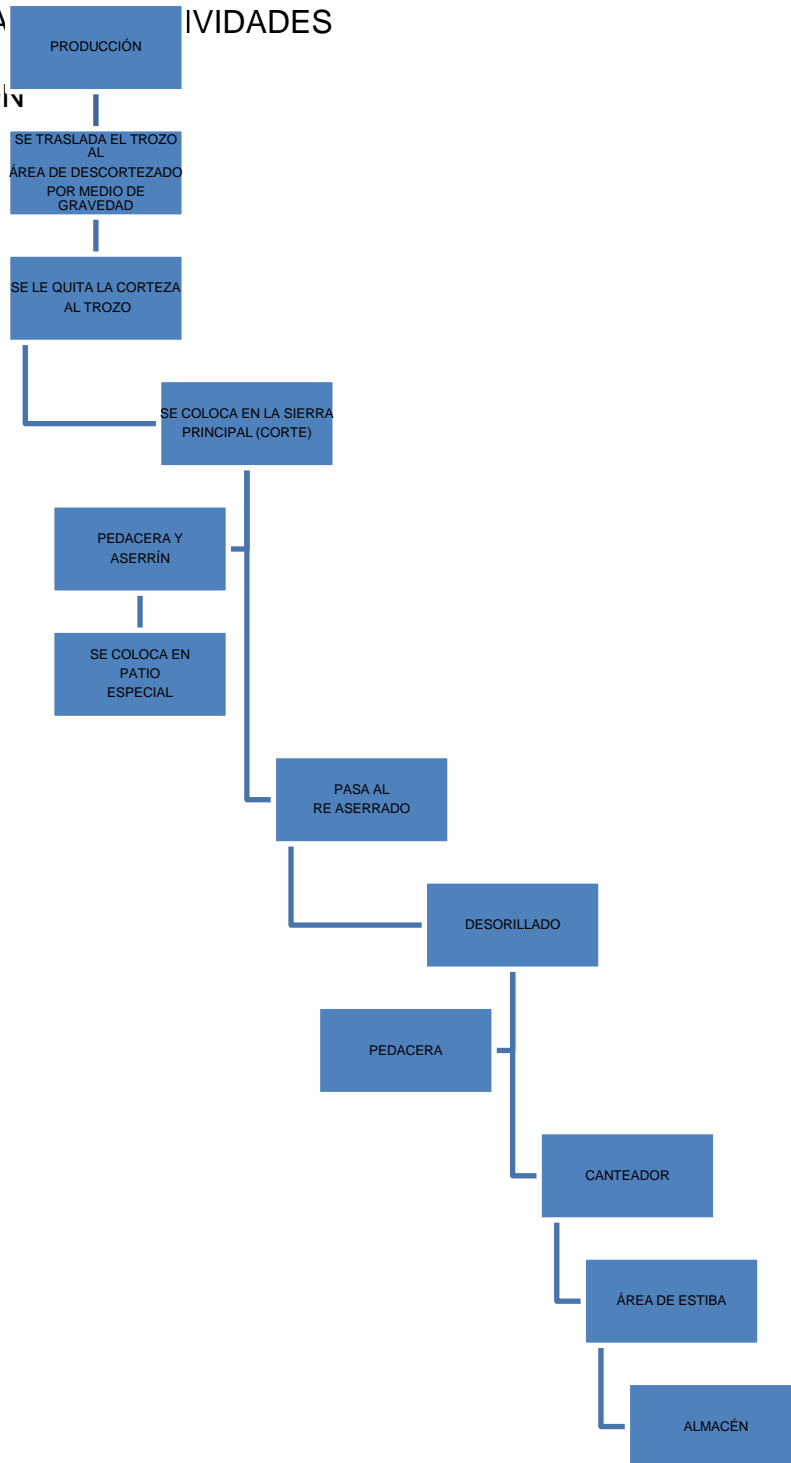 IVIDADES
PRODUCCIÓN
SE TRASLADA EL TROZO
AL
ÁREA DE DESCORTEZADO
POR MEDIO DE
GRAVEDAD
SE LE QUITA LA CORTEZA
AL TROZO
SE COLOCA EN LA SIERRA
PRINCIPAL (CORTE)
PEDACERA Y
ASERRÍN
SE COLOCA EN
PATIO
ESPECIAL
PASA AL
RE ASERRADO
DESORILLADO
PEDACERA
CANTEADOR
ÁREA DE ESTIBA
ALMACÉN